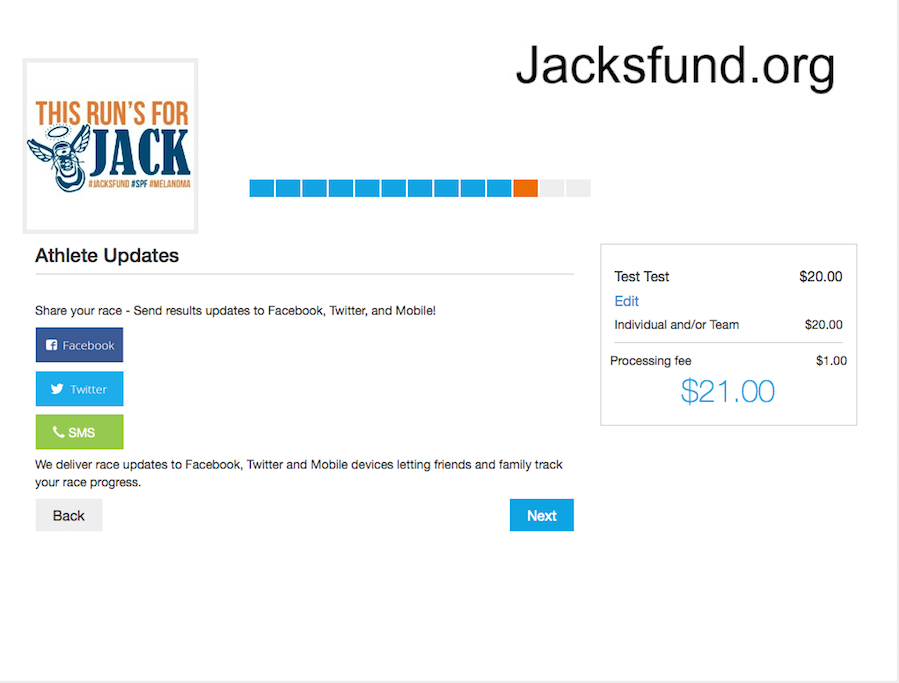 Jacksfund.org
THIS RUN'S FOR
JACK
#JACKSFUND #SPF #MELANOMA
Athlete Updates
Share your race - Send results updates to Facebook, Twitter, and Mobile!
Facebook
Twitter
SMS
We deliver race updates to Facebook, Twitter and Mobile devices letting friends and family track
your race progress.
Back
Next
Test Test $20.00
Edit
Individual and/or Team $20.00
Processing fee $1.00
$21.00